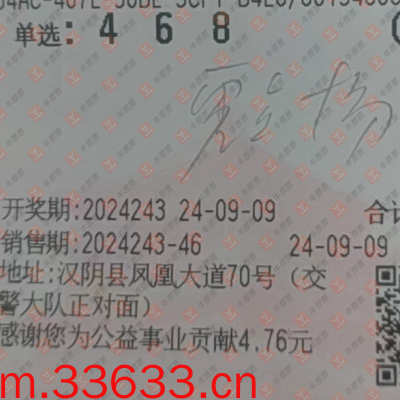 单选: 4 6 8
开奖期:2024243 24-09-09 合计
销售期:2024243-46 24-09-09
地址:汉阴县凤凰大道70号（交
警大队正对面）
感谢您为公益事业贡献4.76元
m.33633.cn